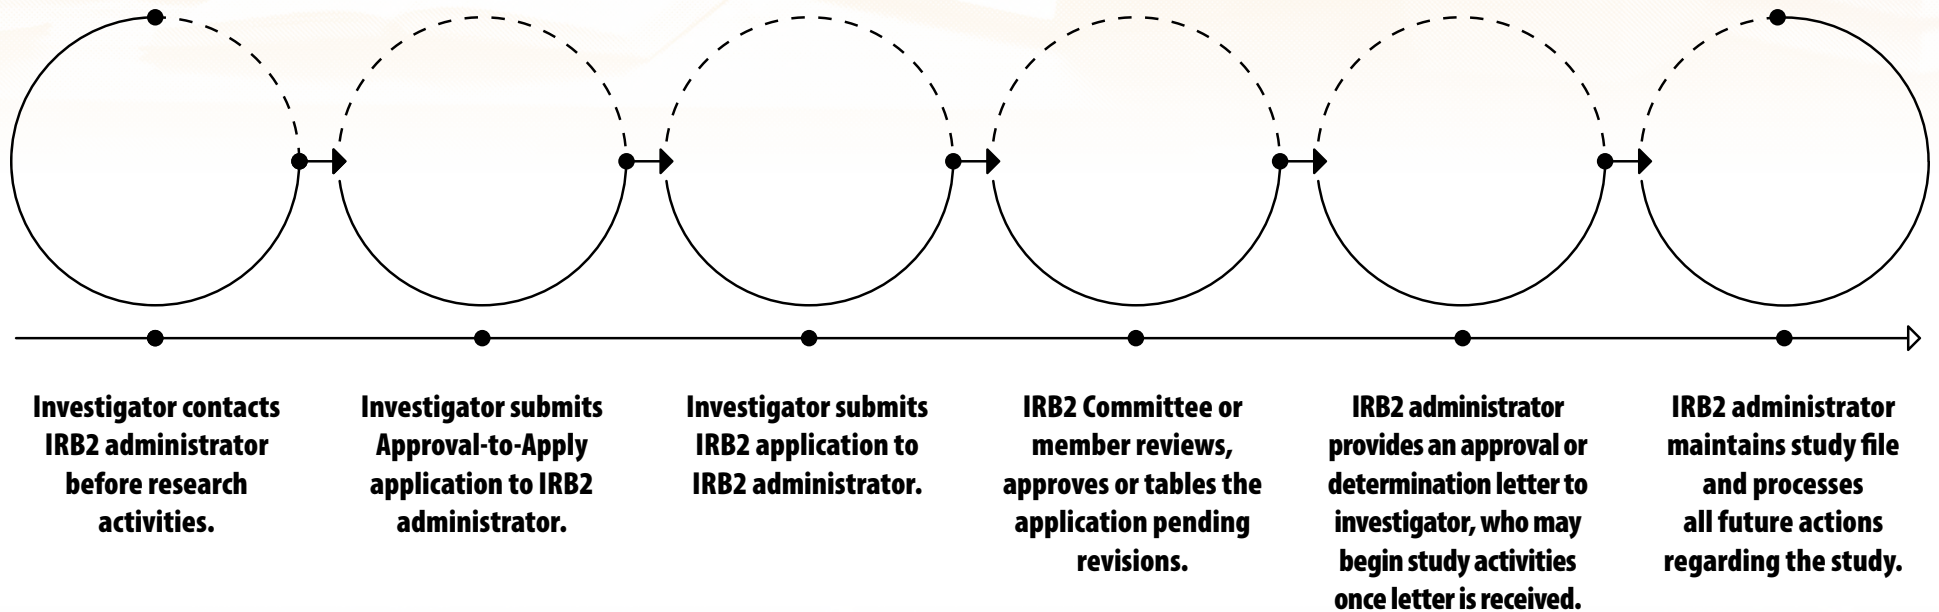 Investigator contacts
IRB2 administrator
before research
activities.
Investigator submits
Approval-to-Apply
application to IRB2
administrator.
Investigator submits
IRB2 application to
IRB2 administrator.
IRB2 Committee or
member reviews,
approves or tables the
application pending
revisions.
IRB2 administrator
provides an approval or
determination letter to
investigator, who may
begin study activities
once letter is received.
IRB2 administrator
maintains study file
and processes
all future actions
regarding the study.